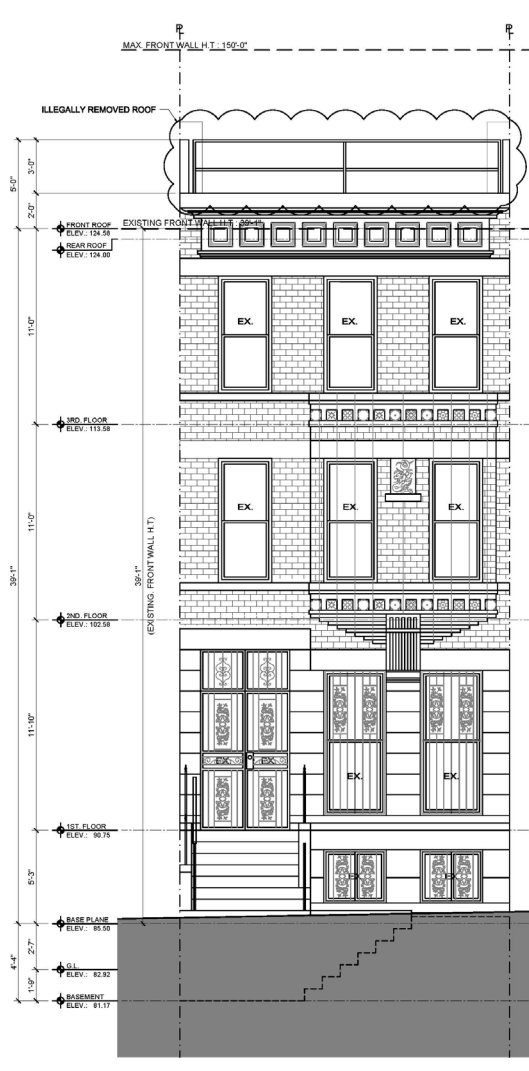 PL
PL
MAX. FRONT WALL H.T : 150'-0"
ILLEGALLY REMOVED ROOF
3'-0"
5'-0"
2'-0"
EXISTING FRONT WALL H.T : 39'-1"
FRONT ROOF
ELEV.: 124.58
REAR ROOF
ELEV.: 124.00
11'-0"
EX.
EX.
EX.
3RD. FLOOR
ELEV.: 113.58
11'-0"
EX.
EX.
EX.
39'-1"
39'-1"
(EXISTING. FRONT WALL H.T)
2ND. FLOOR
ELEV.: 102.58
11'-10"
EX.
EX.
EX.
EX.
1ST. FLOOR
ELEV.: 90.75
5'-3"
EX.
EX.
BASE PLANE
ELEV.: 85.50
2'-7"
4'-4"
G.L.
ELEV.: 82.92
1'-9"
BASEMENT
ELEV.: 81.17